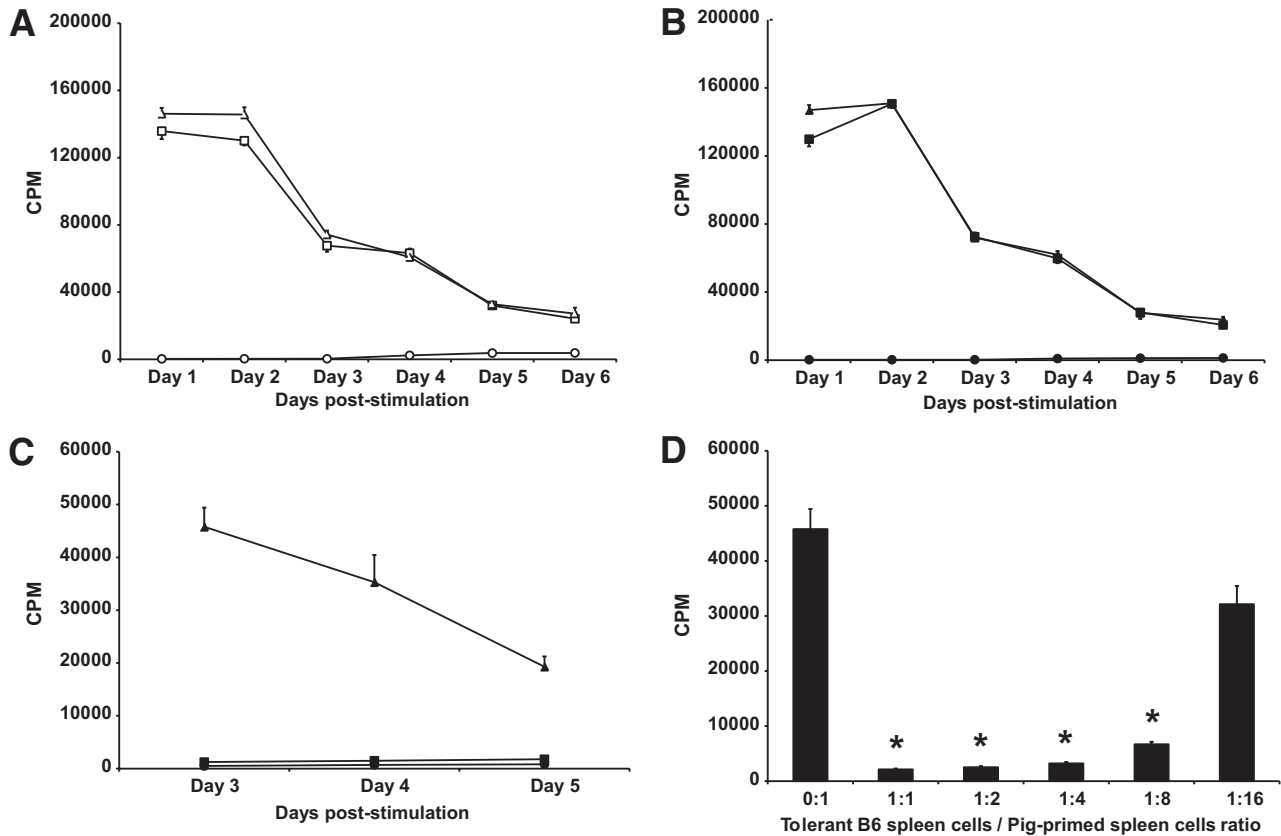 A
200000
160000
120000
80000
40000
0
CPM
Day 1 Day 2 Day 3 Day 4 Day 5 Day 6
Days post-stimulation
B
200000
160000
120000
80000
40000
0
CPM
Day 1 Day 2 Day 3 Day 4 Day 5 Day 6
Days post-stimulation
C
60000
50000
40000
30000
20000
10000
0
CPM
Day 3 Day 4 Day 5
Days post-stimulation
D
60000
50000
40000
30000
20000
10000
0
CPM
* * * *
0:1 1:1 1:2 1:4 1:8 1:16
Tolerant B6 spleen cells / Pig-primed spleen cells ratio